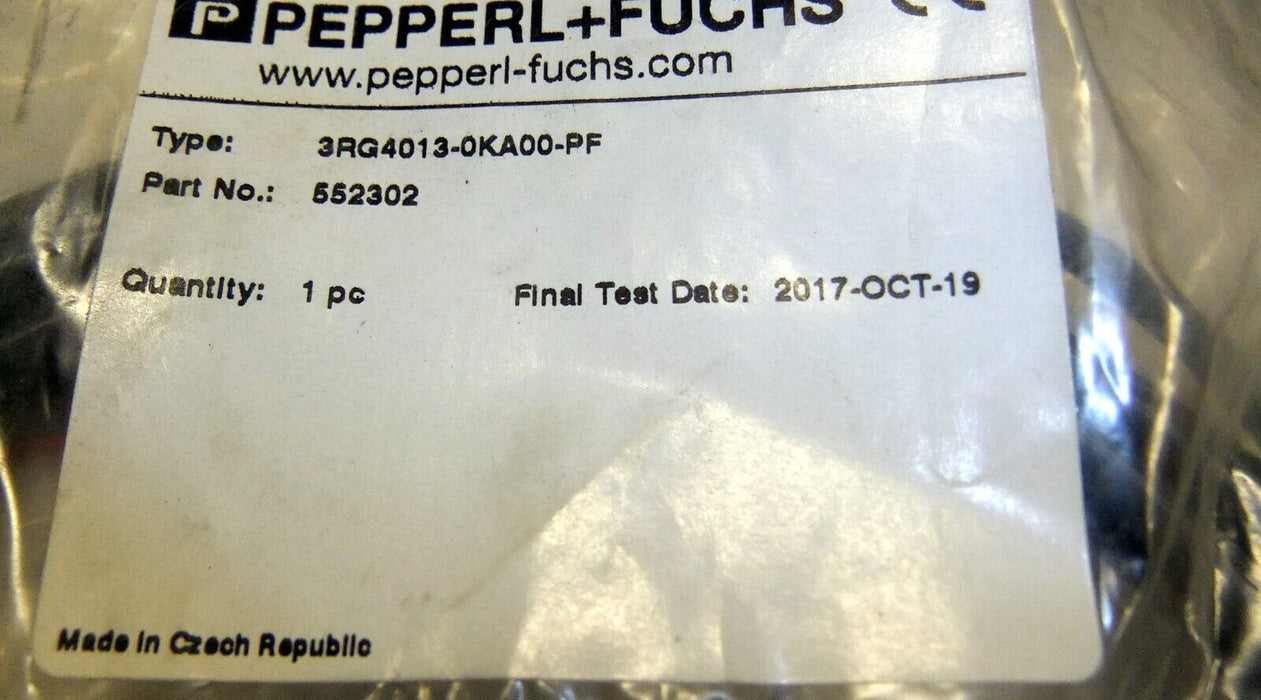 PEPPERL+FUCHS CE
www.pepperl-fuchs.com
Type: 3RG4013-0KA00-PF
Part No.: 552302
Quantity: 1 pc Final Test Date: 2017-OCT-19
Made in Czech Republic